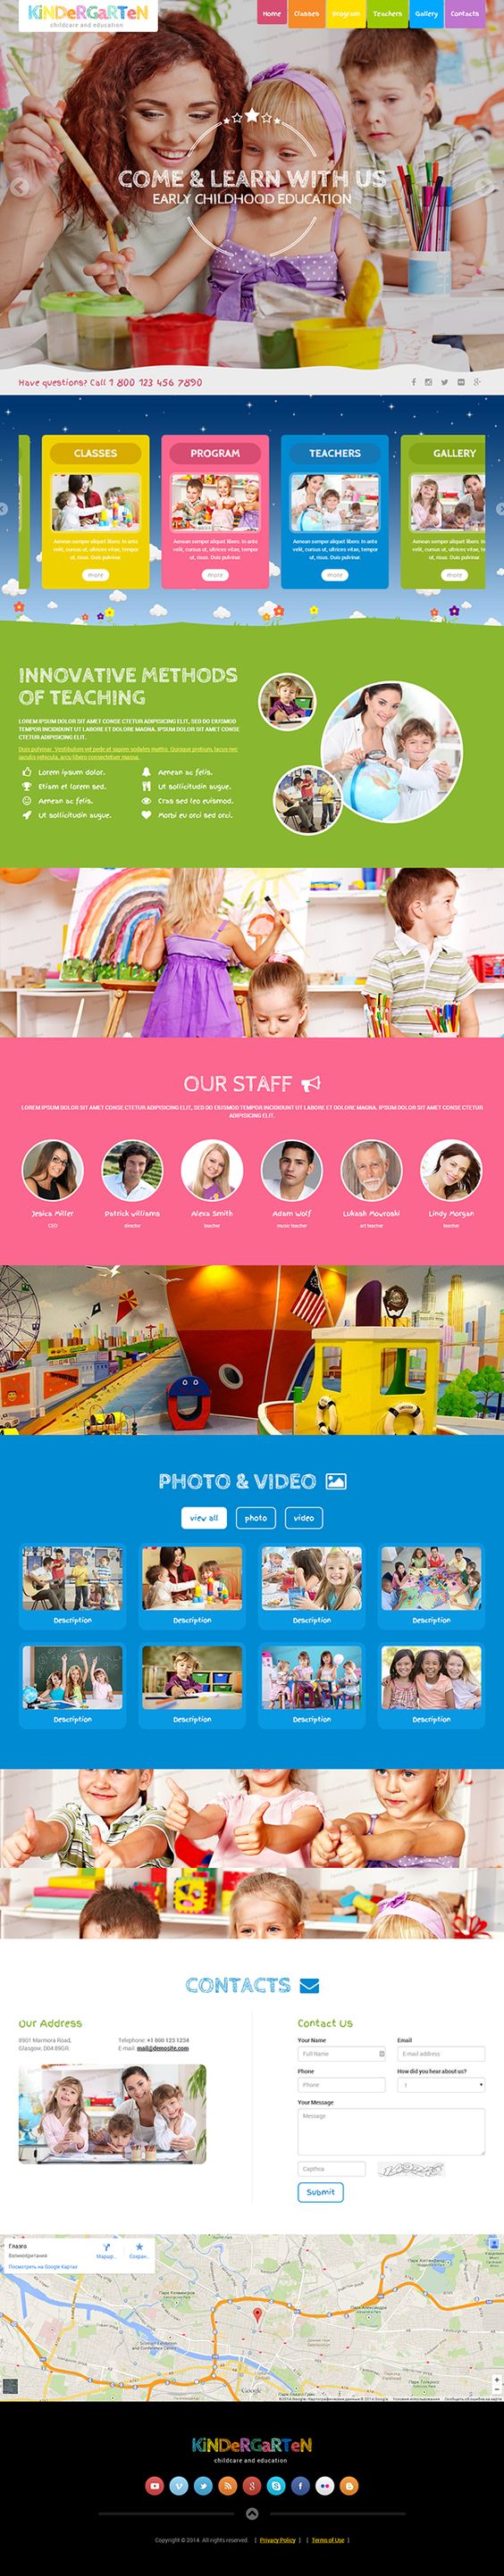 KiNDeRGaRTeN
childcare and education
Home
Classes
Program
Teachers
Gallery
Contacts
COME & LEARN WITH US
EARLY CHILDHOOD EDUCATION
Have questions? Call 1 800 123 456 7890
CLASSES
PROGRAM
TEACHERS
GALLERY
Aenean semper aliquet libero. In ante
velit, cursus ut, ultrices vitae, tempor
ut, risus. Duis pulvinar.
more
Aenean semper aliquet libero. In ante
velit, cursus ut, ultrices vitae, tempor
ut, risus. Duis pulvinar.
more
Aenean semper aliquet libero. In ante
velit, cursus ut, ultrices vitae, tempor
ut, risus. Duis pulvinar.
more
Aenean semper aliquet libero. In
velit, cursus ut, ultrices vitae, te
ut, risus. Duis pulvinar.
more
INNOVATIVE METHODS
OF TEACHING
LOREM IPSUM DOLOR SIT AMET CONSE CTETUR ADIPISICING ELIT, SED DO EIUSMOD
TEMPOR INCIDIDUNT UT LABORE ET DOLORE MAGNA. IPSUM DOLOR SIT AMET CONSE
CTETUR ADIPISICING ELIT.
Duis pulvinar. Vestibulum vel pede at sapien sodales mattis. Quisque pretium, lacus nec
iaculis vehicula, arcu libero consectetuer magna.
Lorem ipsum dolor.
Etiam et lorem sed.
Aenean ac felis.
Ut sollicitudin augue.
Aenean ac felis.
Ut sollicitudin augue.
Cras sed leo euismod.
Morbi eu orci sed orci.
OUR STAFF
LOREM IPSUM DOLOR SIT AMET CONSE CTETUR ADIPISICING ELIT, SED DO EIUSMOD TEMPOR INCIDIDUNT UT LABORE ET DOLORE MAGNA. IPSUM DOLOR SIT AMET CONSE CTETUR
ADIPISICING ELIT.
Jesica Miller
CEO
Patrick Williams
director
Alexa Smith
teacher
Adam Wolf
music teacher
Lukash Movroski
art teacher
Lindy Morgan
teacher
PHOTO & VIDEO
view all
photo
video
Description
Description
Description
Description
Description
Description
Description
Description
CONTACTS
Our Address
8901 Marmora Road,
Glasgow, D04 89GR.
Telephone: +1 800 123 1234
E-mail: mail@demosite.com
Contact Us
Your Name
Full Name
Email
E-mail address
Phone
Phone
How did you hear about us?
1
Your Message
Message
Captcha
Submit
Глазго
Великобритания
Посмотреть на Google Картах
Маршр..
Сохран..
Google
KiNDeRGaRTeN
childcare and education
Copyright © 2014. All rights reserved. [ Privacy Policy ] [ Terms of Use ]